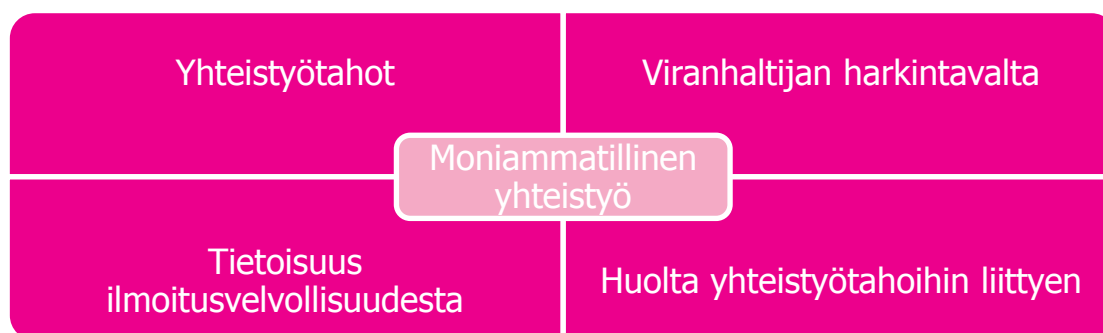 Yhteistyötahot
Viranhaltijan harkintavalta
Moniammatillinen
yhteistyö
Tietoisuus
ilmoitusvelvollisuudesta
Huolta yhteistyötahoihin liittyen